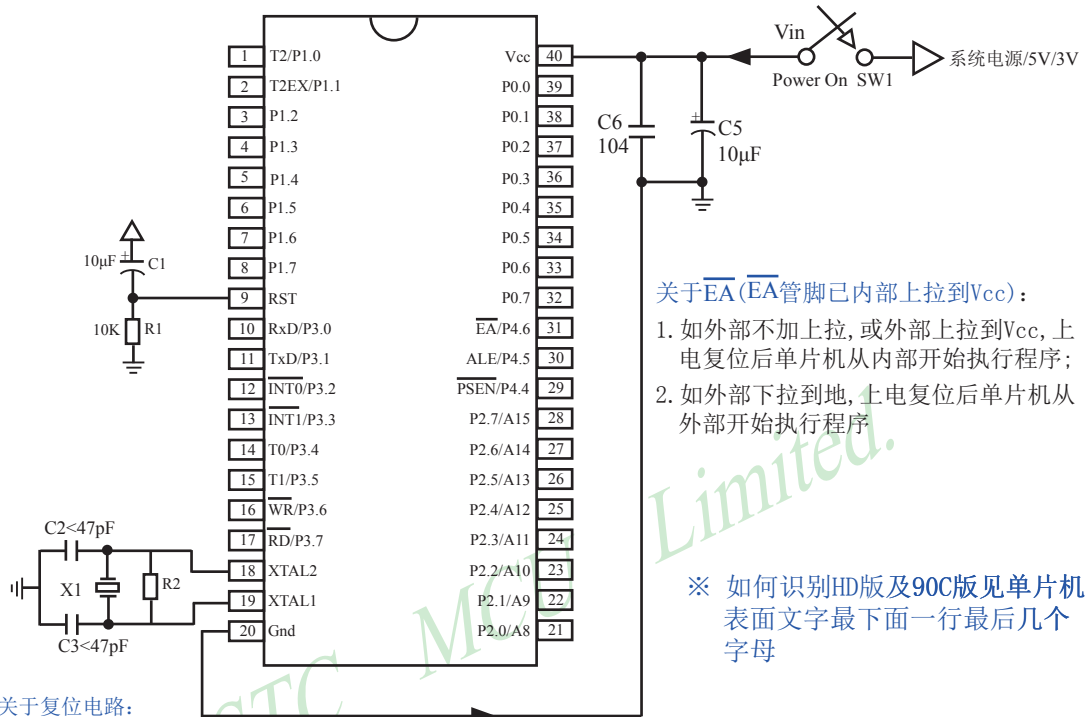 Vin
Power On SW1
系统电源/5V/3V
1 T2/P1.0
2 T2EX/P1.1
3 P1.2
4 P1.3
5 P1.4
6 P1.5
7 P1.6
8 P1.7
9 RST
10 RxD/P3.0
11 TxD/P3.1
12 INT0/P3.2
13 INT1/P3.3
14 T0/P3.4
15 T1/P3.5
16 WR/P3.6
17 RD/P3.7
18 XTAL2
19 XTAL1
20 Gnd
Vcc 40
P0.0 39
P0.1 38
P0.2 37
P0.3 36
P0.4 35
P0.5 34
P0.6 33
P0.7 32
EA/P4.6 31
ALE/P4.5 30
PSEN/P4.4 29
P2.7/A15 28
P2.6/A14 27
P2.5/A13 26
P2.4/A12 25
P2.3/A11 24
P2.2/A10 23
P2.1/A9 22
P2.0/A8 21
C6
104
+
C5
10μF
10μF + C1
10K R1
C2<47pF
X1
R2
C3<47pF
关于EA(EA管脚已内部上拉到Vcc):
1.如外部不加上拉,或外部上拉到Vcc,上
电复位后单片机从内部开始执行程序;
2.如外部下拉到地,上电复位后单片机从
外部开始执行程序
※ 如何识别HD版及90C版见单片机
表面文字最下面一行最后几个
字母
关于复位电路:
STC MCU Limited.